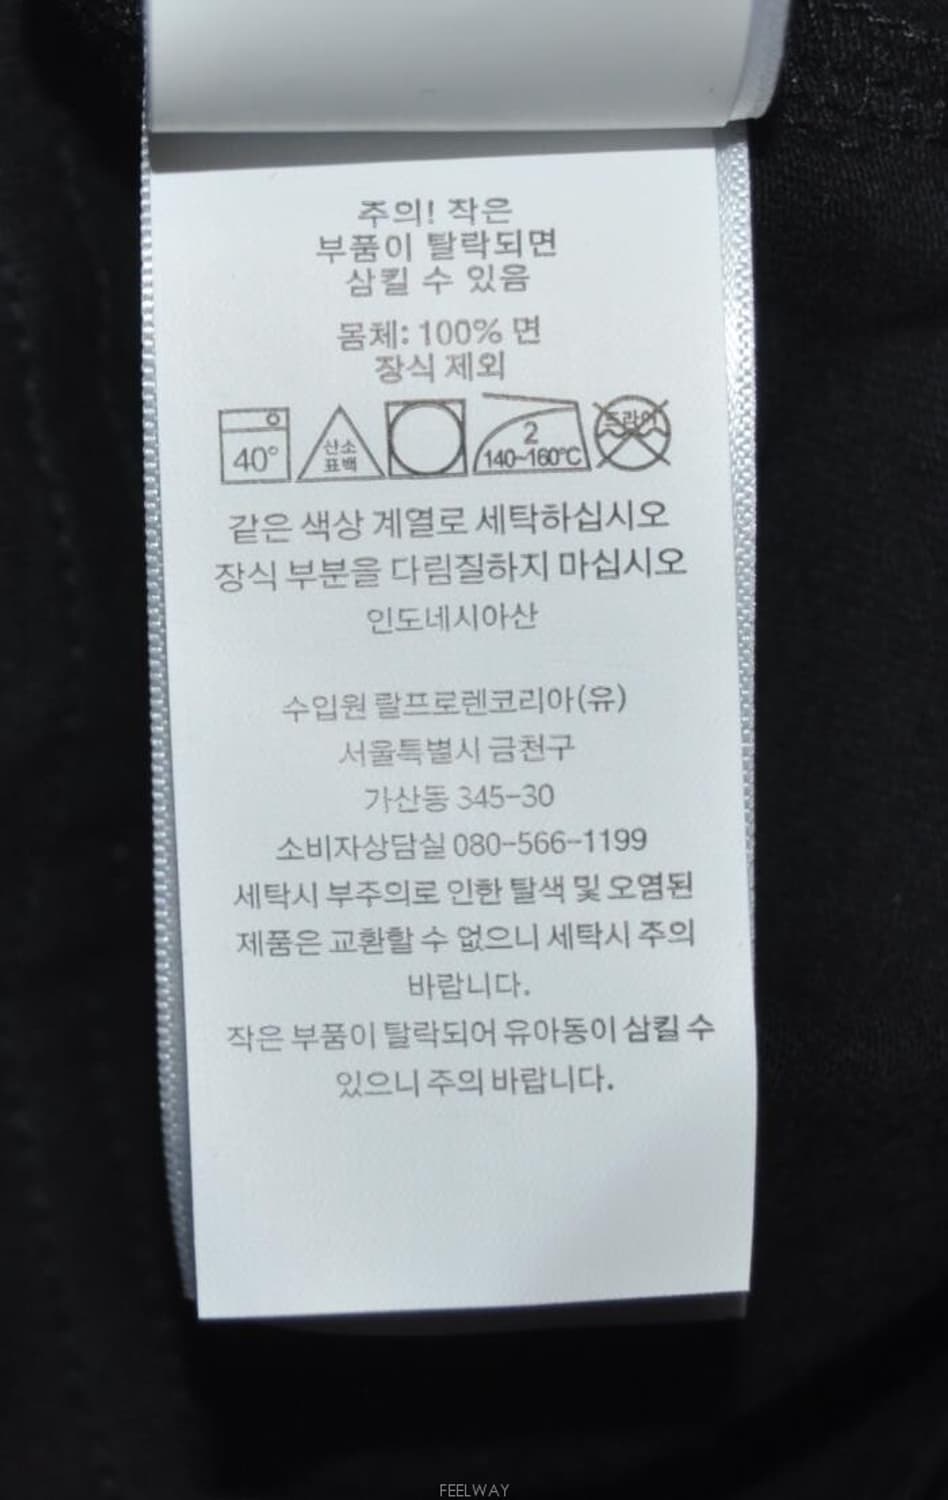 주의! 작은
부품이 탈락되면
삼킬 수 있음
몸체: 100% 면
장식 제외
40° 산소 표백 2 140~160℃ 드라이
같은 색상 계열로 세탁하십시오
장식 부분을 다림질하지 마십시오
인도네시아산
수입원 랄프로렌코리아(유)
서울특별시 금천구
가산동 345-30
소비자상담실 080-566-1199
세탁시 부주의로 인한 탈색 및 오염된
제품은 교환할 수 없으니 세탁시 주의
바랍니다.
작은 부품이 탈락되어 유아동이 삼킬 수
있으니 주의 바랍니다.
FEELWAY